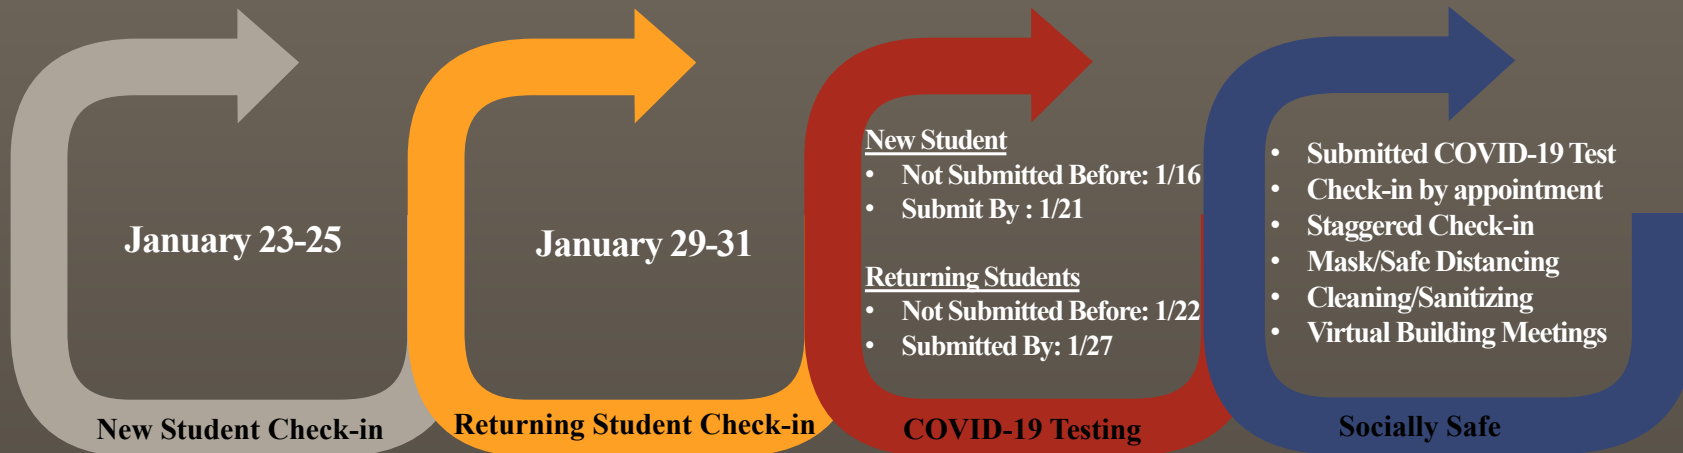 January 23-25
New Student Check-in
January 29-31
Returning Student Check-in
New Student
• Not Submitted Before: 1/16
• Submit By : 1/21
Returning Students
• Not Submitted Before: 1/22
• Submitted By: 1/27
COVID-19 Testing
• Submitted COVID-19 Test
• Check-in by appointment
• Staggered Check-in
• Mask/Safe Distancing
• Cleaning/Sanitizing
• Virtual Building Meetings
Socially Safe